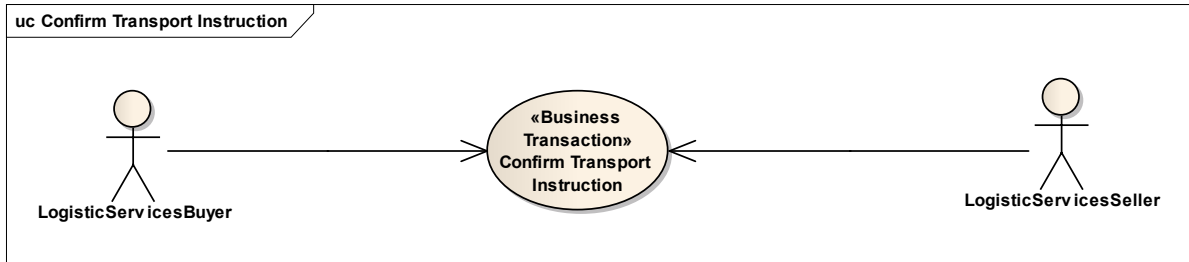 uc Confirm Transport Instruction
«Business
Transaction»
Confirm Transport
Instruction
LogisticServicesBuyer
LogisticServicesSeller